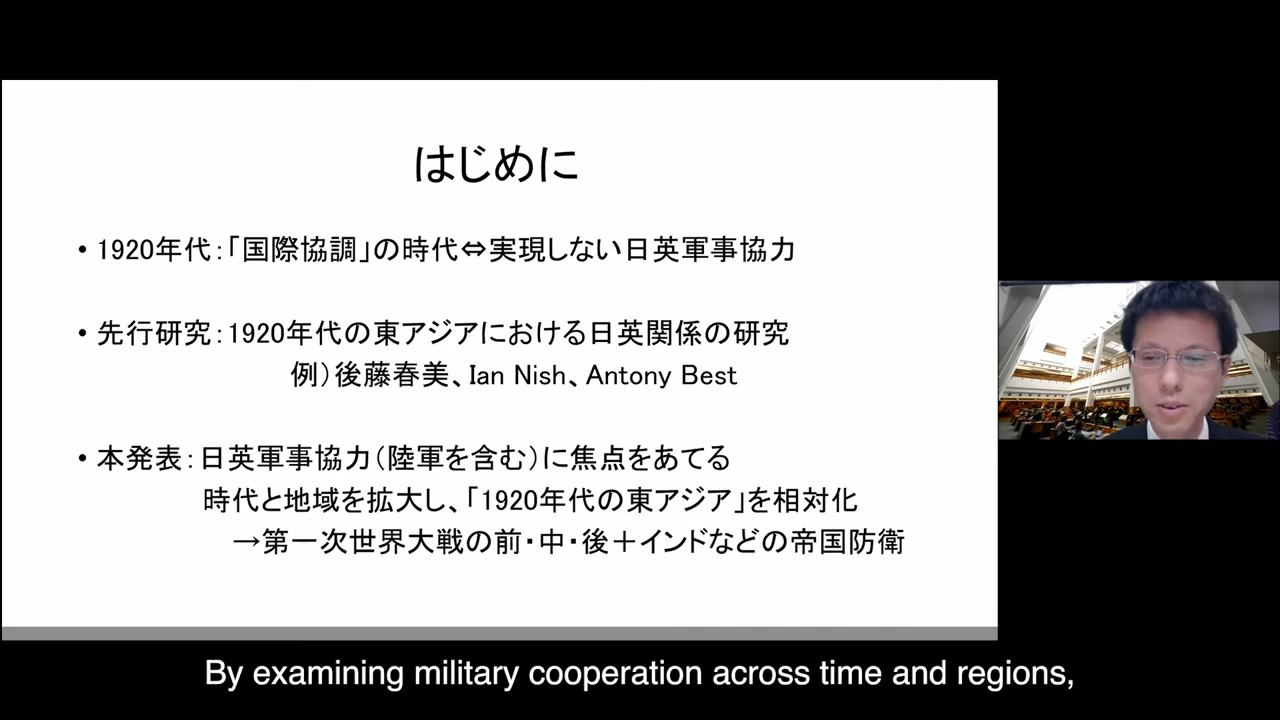 はじめに
• 1920年代：「国際協調」の時代⇔実現しない日英軍事協力
• 先行研究：1920年代の東アジアにおける日英関係の研究
例）後藤春美、Ian Nish、Antony Best
• 本発表：日英軍事協力（陸軍を含む）に焦点をあてる
時代と地域を拡大し、「1920年代の東アジア」を相対化
→第一次世界大戦の前・中・後＋インドなどの帝国防衛
By examining military cooperation across time and regions,